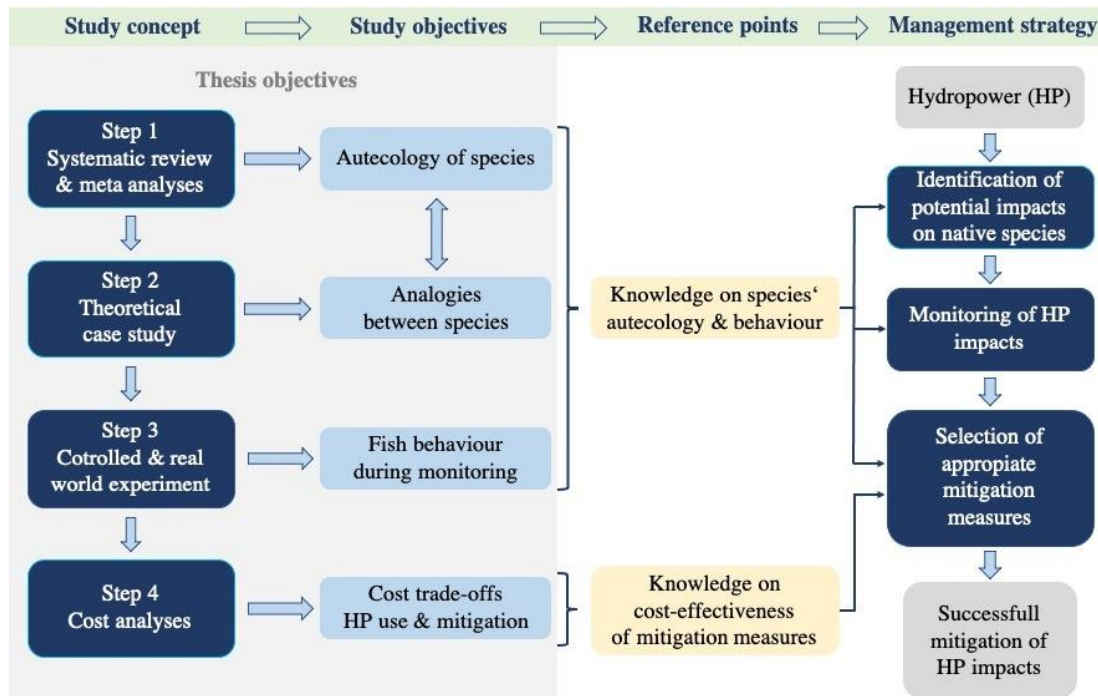 Study concept
Study objectives
Reference points
Management strategy
Thesis objectives
Step 1
Systematic review
& meta analyses
Autecology of species
Step 2
Theoretical
case study
Analogies
between species
Step 3
Cotrolled & real
world experiment
Fish behaviour
during monitoring
Step 4
Cost analyses
Cost trade-offs
HP use & mitigation
Knowledge on species‘
autecology & behaviour
Knowledge on
cost-effectiveness
of mitigation measures
Hydropower (HP)
Identification of
potential impacts
on native species
Monitoring of HP
impacts
Selection of
appropiate
mitigation
measures
Successfull
mitigation of
HP impacts